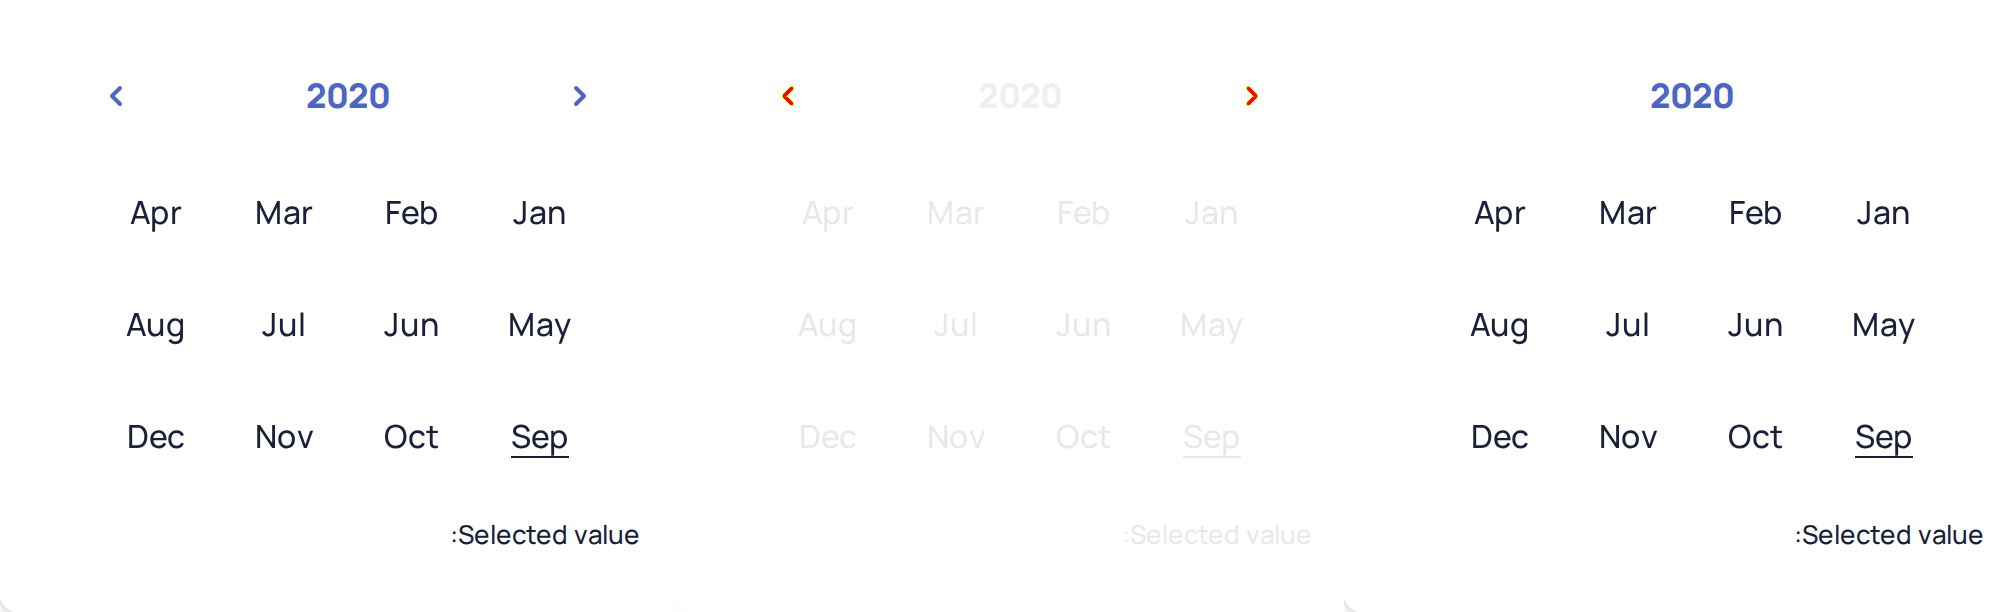 2020 2020 2020
Apr Mar Feb Jan Apr Mar Feb Jan Apr Mar Feb Jan
Aug Jul Jun May Aug Jul Jun May Aug Jul Jun May
Dec Nov Oct Sep Dec Nov Oct Sep Dec Nov Oct Sep
:Selected value :Selected value :Selected value